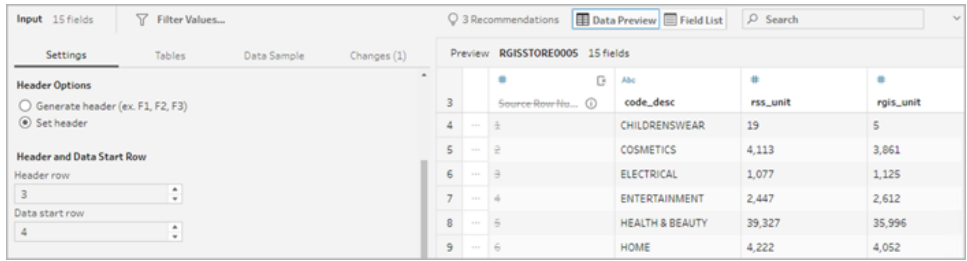 Input 15 fields Filter Values... 3 Recommendations Data Preview Field List Search
Settings Tables Data Sample Changes (1)
Header Options
Generate header (ex. F1, F2, F3)
Set header
Header and Data Start Row
Header row
3
Data start row
4
Preview RGISSTORE0005 15 fields
Abc
3 Source Row Nu... code_desc rss_unit rgis_unit
4 1 CHILDRENSWEAR 19 5
5 2 COSMETICS 4,113 3,861
6 3 ELECTRICAL 1,077 1,125
7 4 ENTERTAINMENT 2,447 2,612
8 5 HEALTH & BEAUTY 39,327 35,996
9 6 HOME 4,222 4,052